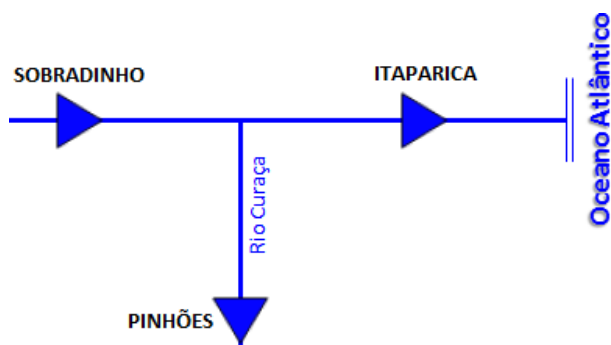 SOBRADINHO
ITAPARICA
Oceano Atlântico
Rio Curaça
PINHÕES